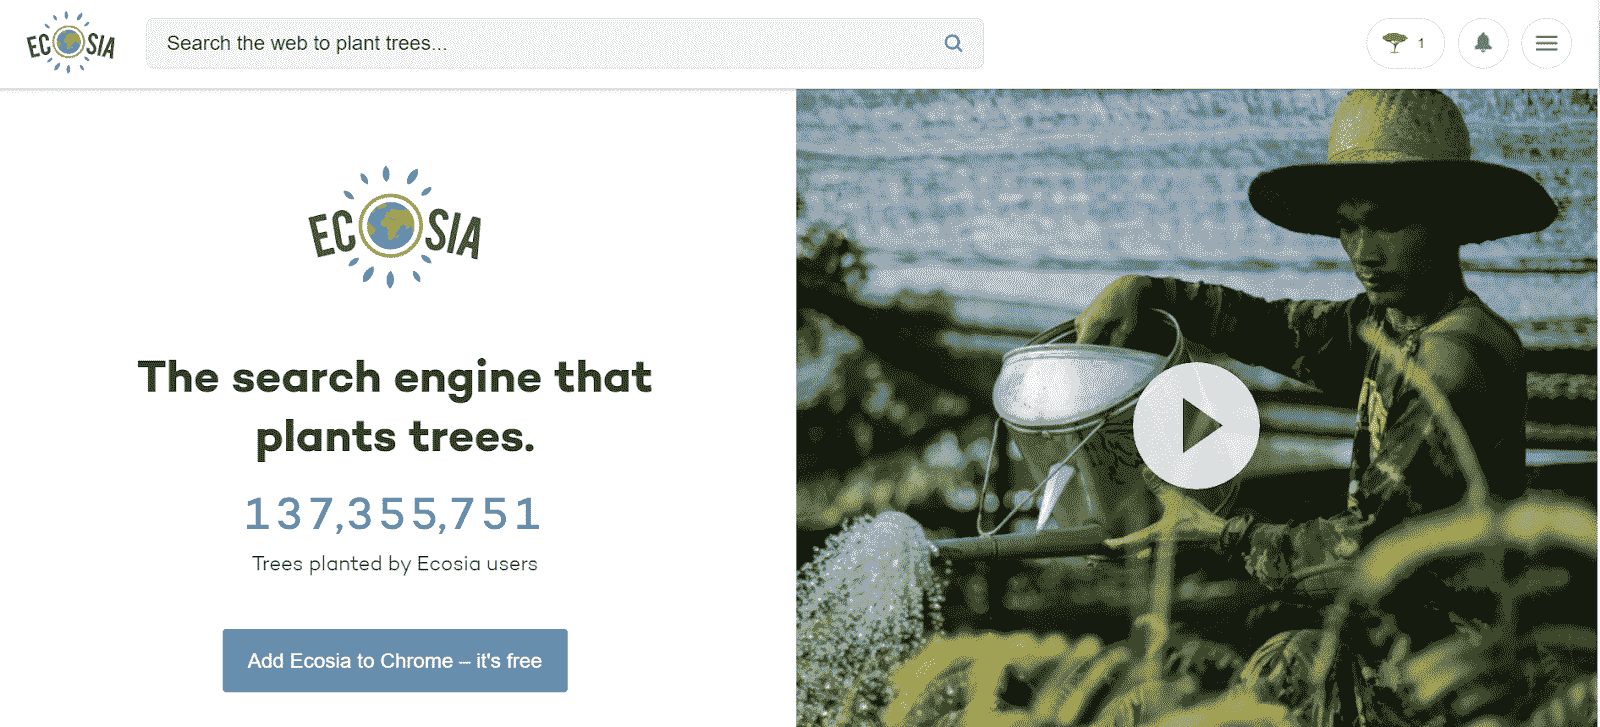 ECOSIA
Search the web to plant trees...
1
ECOSIA
The search engine that
plants trees.
137,355,751
Trees planted by Ecosia users
Add Ecosia to Chrome – it's free